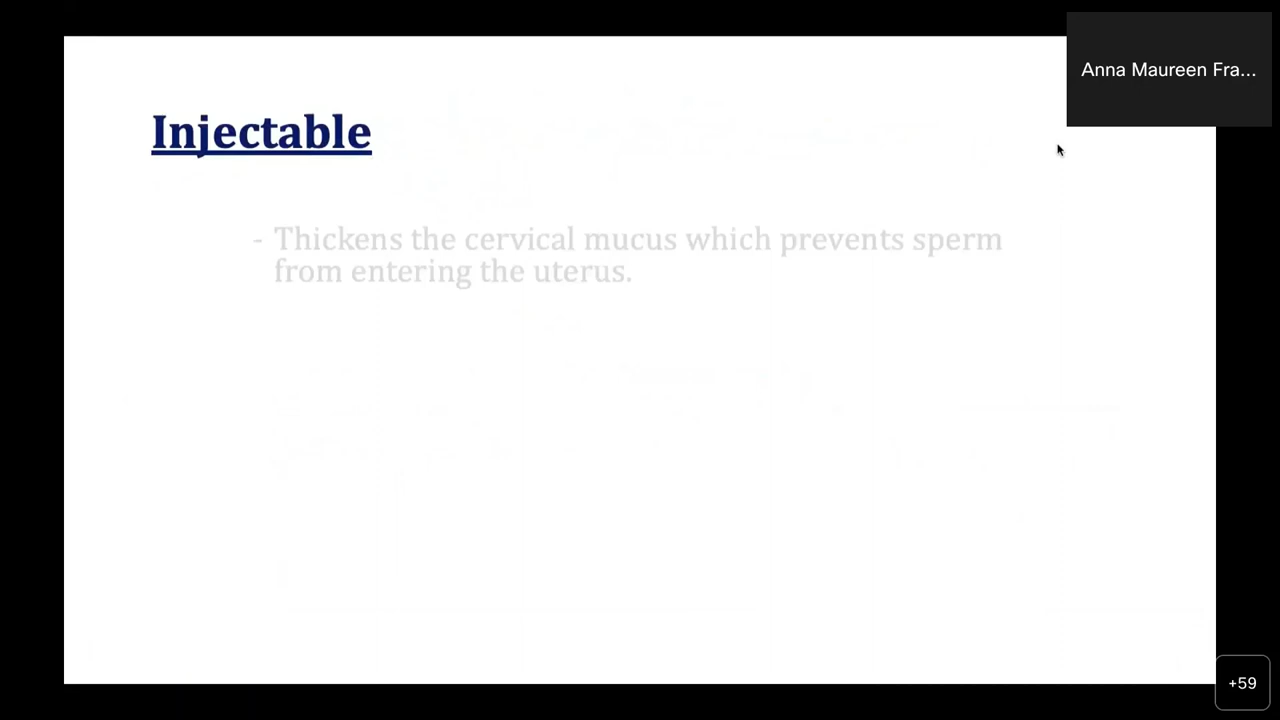 Anna Maureen Fra...
Injectable
- Thickens the cervical mucus which prevents sperm
from entering the uterus.
+59